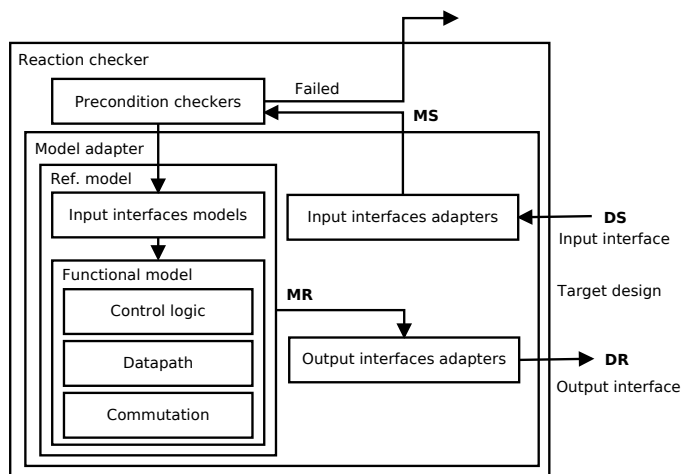 Reaction checker
Precondition checkers
Failed
MS
Model adapter
Ref. model
Input interfaces models
Input interfaces adapters
DS
Input interface
Functional model
Control logic
MR
Target design
Datapath
Output interfaces adapters
DR
Output interface
Commutation